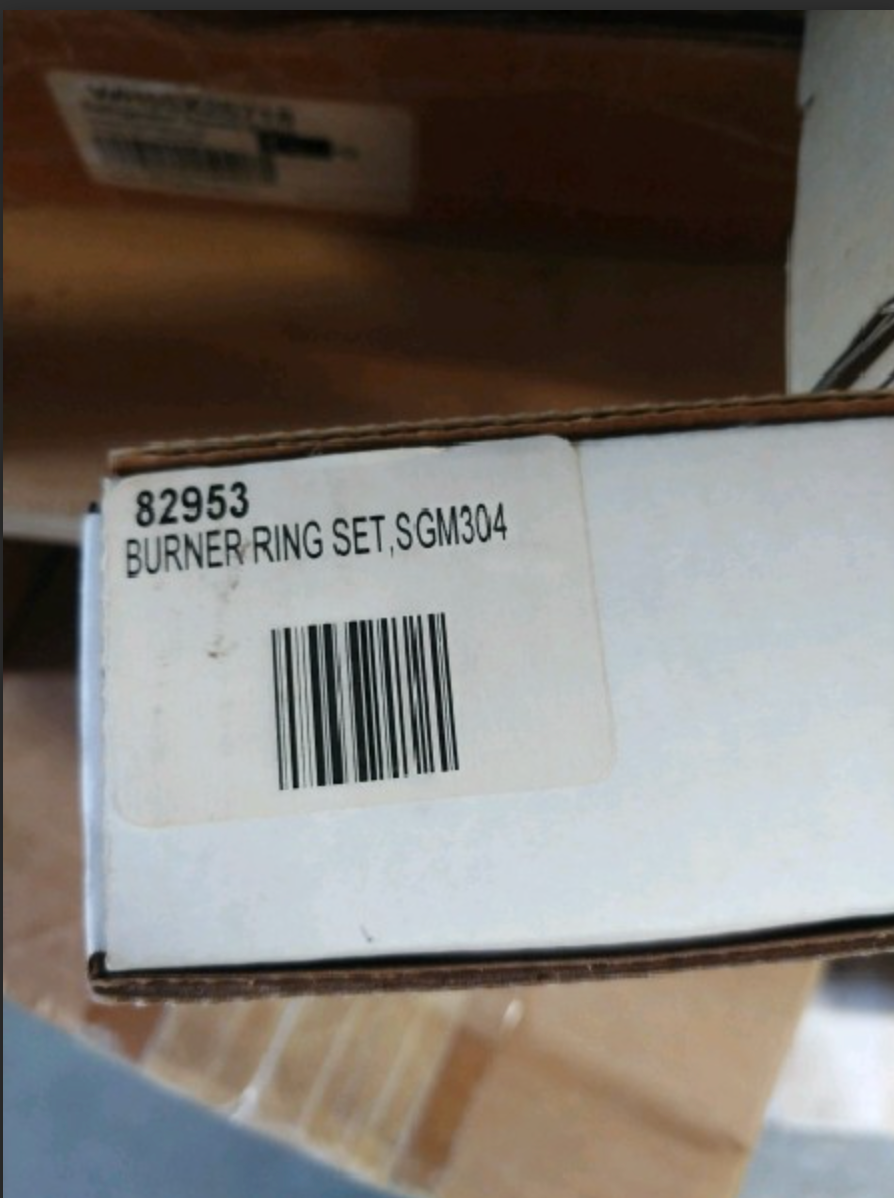 82953
BURNER RING SET,SGM304